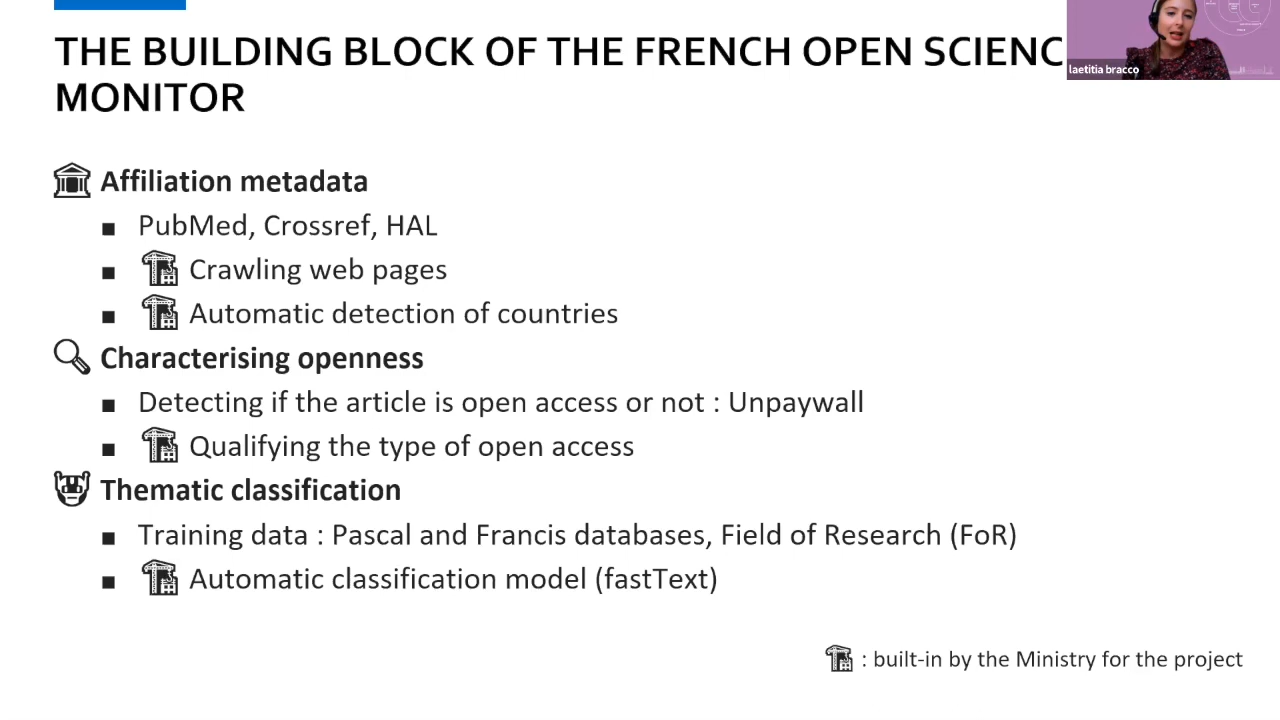 THE BUILDING BLOCK OF THE FRENCH OPEN SCIENC
MONITOR
laetitia bracco
Affiliation metadata
■ PubMed, Crossref, HAL
■ Crawling web pages
■ Automatic detection of countries
Characterising openness
■ Detecting if the article is open access or not : Unpaywall
■ Qualifying the type of open access
Thematic classification
■ Training data : Pascal and Francis databases, Field of Research (FoR)
■ Automatic classification model (fastText)
: built-in by the Ministry for the project